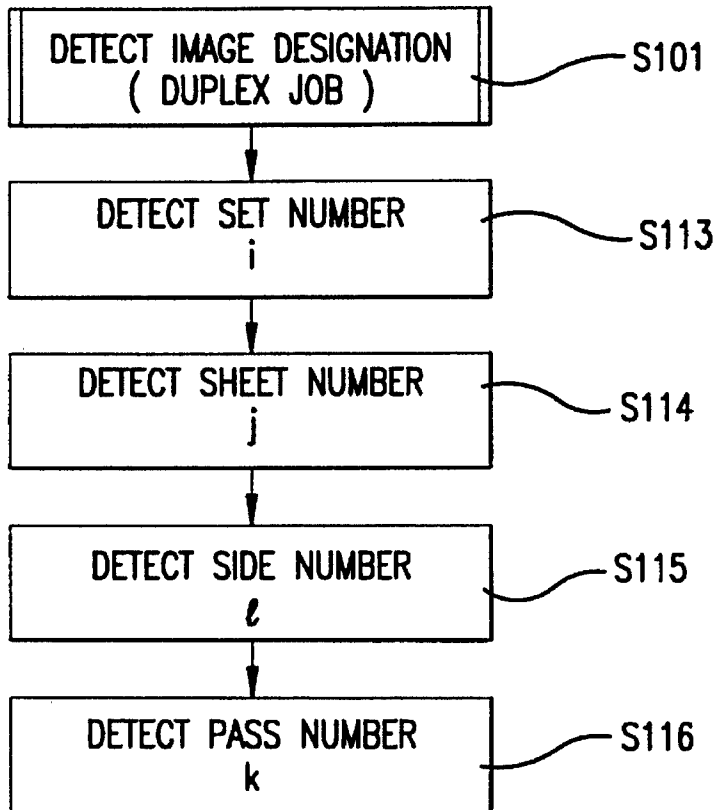 DETECT IMAGE DESIGNATION
( DUPLEX JOB )
S101
DETECT SET NUMBER
i
S113
DETECT SHEET NUMBER
j
S114
DETECT SIDE NUMBER
ℓ
S115
DETECT PASS NUMBER
k
S116